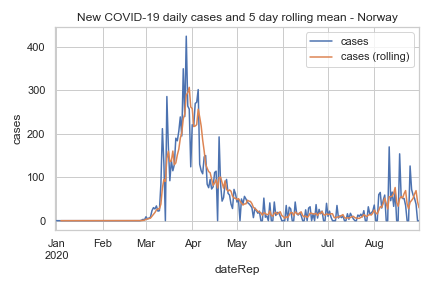 New COVID-19 daily cases and 5 day rolling mean - Norway
cases
cases (rolling)
400
300
200
100
0
cases
Jan Feb Mar Apr May Jun Jul Aug
2020
dateRep